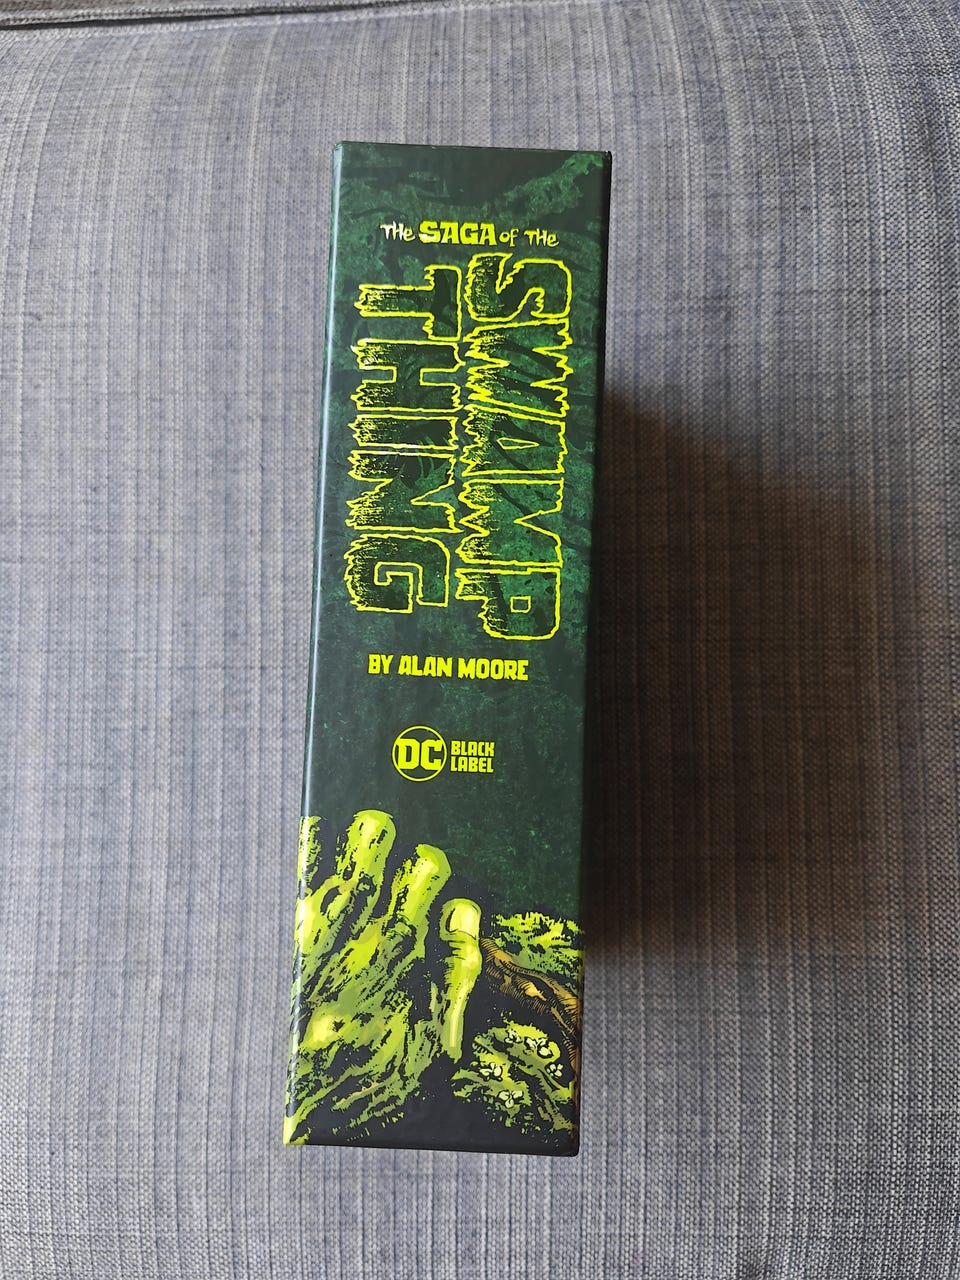 THE SAGA OF THE
SWAMP
THING
BY ALAN MOORE
DC
BLACK
LABEL